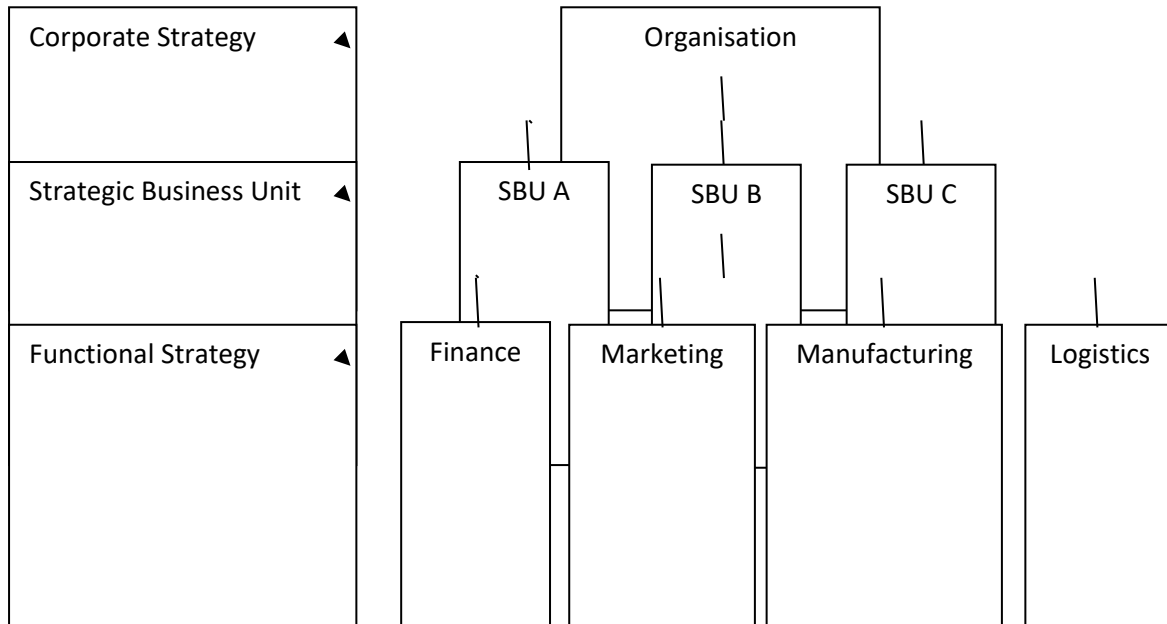 Corporate Strategy
Organisation
Strategic Business Unit
SBU A
SBU B
SBU C
Functional Strategy
Finance
Marketing
Manufacturing
Logistics